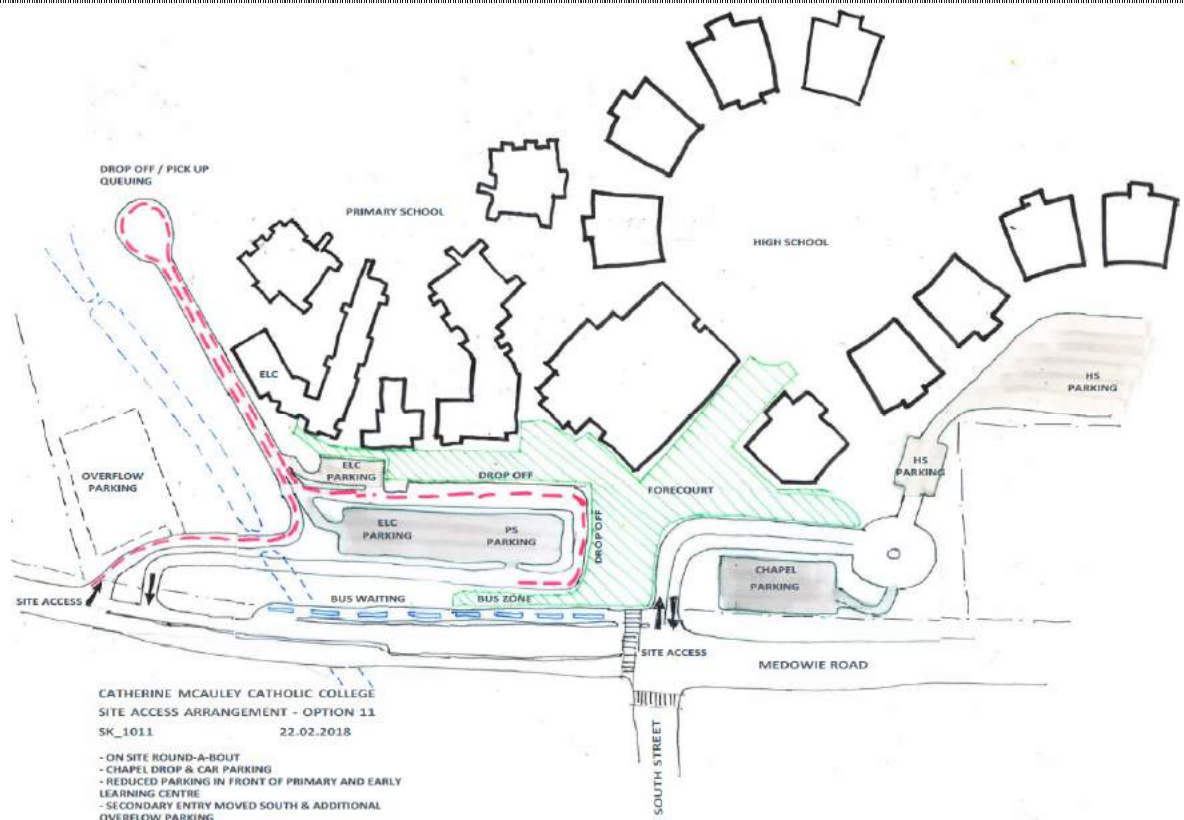 DROP OFF / PICK UP
QUEUING
PRIMARY SCHOOL
HIGH SCHOOL
ELC
HS
PARKING
OVERFLOW
PARKING
ELC
PARKING
DROP OFF
FORECOURT
HS
PARKING
ELC
PARKING
PS
PARKING
DROP OFF
CHAPEL
PARKING
SITE ACCESS
BUS WAITING
BUS ZONE
SITE ACCESS
MEDOWIE ROAD
SOUTH STREET
CATHERINE MCAULEY CATHOLIC COLLEGE
SITE ACCESS ARRANGEMENT - OPTION 11
SK_1011 22.02.2018
- ON SITE ROUND-A-BOUT
- CHAPEL DROP & CAR PARKING
- REDUCED PARKING IN FRONT OF PRIMARY AND EARLY
LEARNING CENTRE
- SECONDARY ENTRY MOVED SOUTH & ADDITIONAL
OVERFLOW PARKING